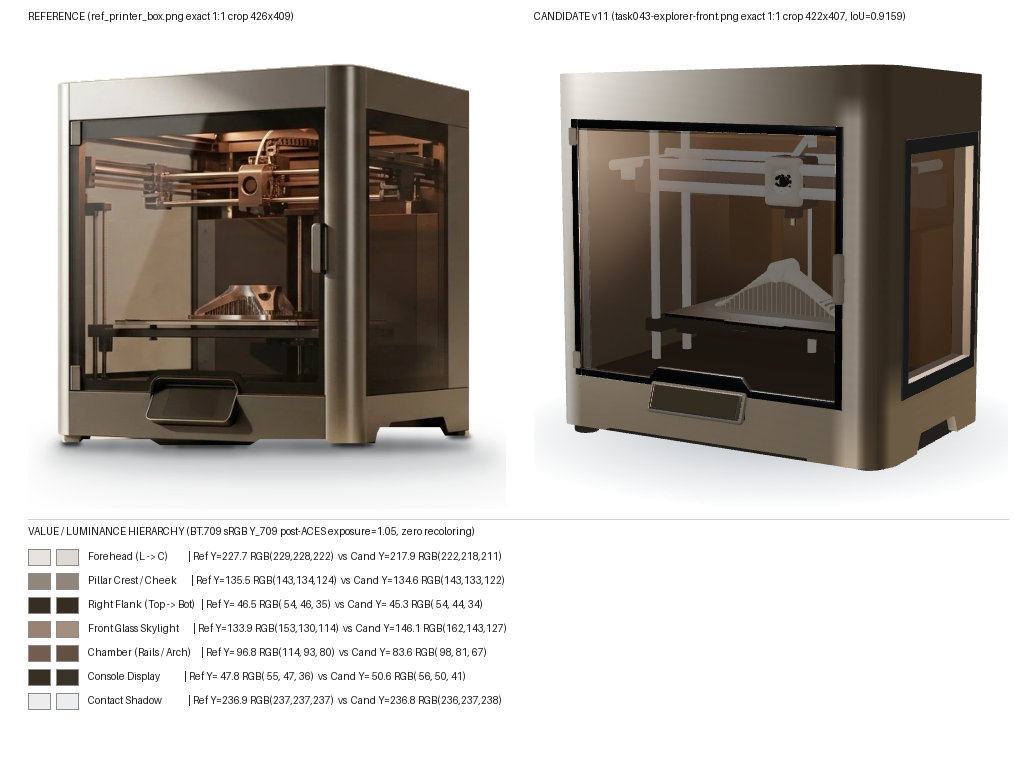 REFERENCE (ref_printer_box.png exact 1:1 crop 426x409)
CANDIDATE v11 (task043-explorer-front.png exact 1:1 crop 422x407, IoU=0.9159)
VALUE / LUMINANCE HIERARCHY (BT.709 sRGB Y_709 post-ACES exposure=1.05, zero recoloring)
Forehead (L -> C) | Ref Y=227.7 RGB(229,228,222) vs Cand Y=217.9 RGB(222,218,211)
Pillar Crest / Cheek | Ref Y=135.5 RGB(143,134,124) vs Cand Y=134.6 RGB(143,133,122)
Right Flank (Top -> Bot) | Ref Y= 46.5 RGB( 54, 46, 35) vs Cand Y= 45.3 RGB( 54, 44, 34)
Front Glass Skylight | Ref Y=133.9 RGB(153,130,114) vs Cand Y=146.1 RGB(162,143,127)
Chamber (Rails / Arch) | Ref Y= 96.8 RGB(114, 93, 80) vs Cand Y= 83.6 RGB( 98, 81, 67)
Console Display | Ref Y= 47.8 RGB( 55, 47, 36) vs Cand Y= 50.6 RGB( 56, 50, 41)
Contact Shadow | Ref Y=236.9 RGB(237,237,237) vs Cand Y=236.8 RGB(236,237,238)